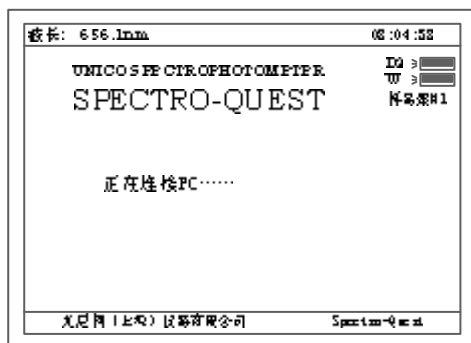 波长: 656.1nm 08:04:58
UNICO SPECTROPHOTOMETER
SPECTRO-QUEST
D2
W
样品架#1
正在连接PC……
尤尼柯（上海）仪器有限公司 Spectro-Quest